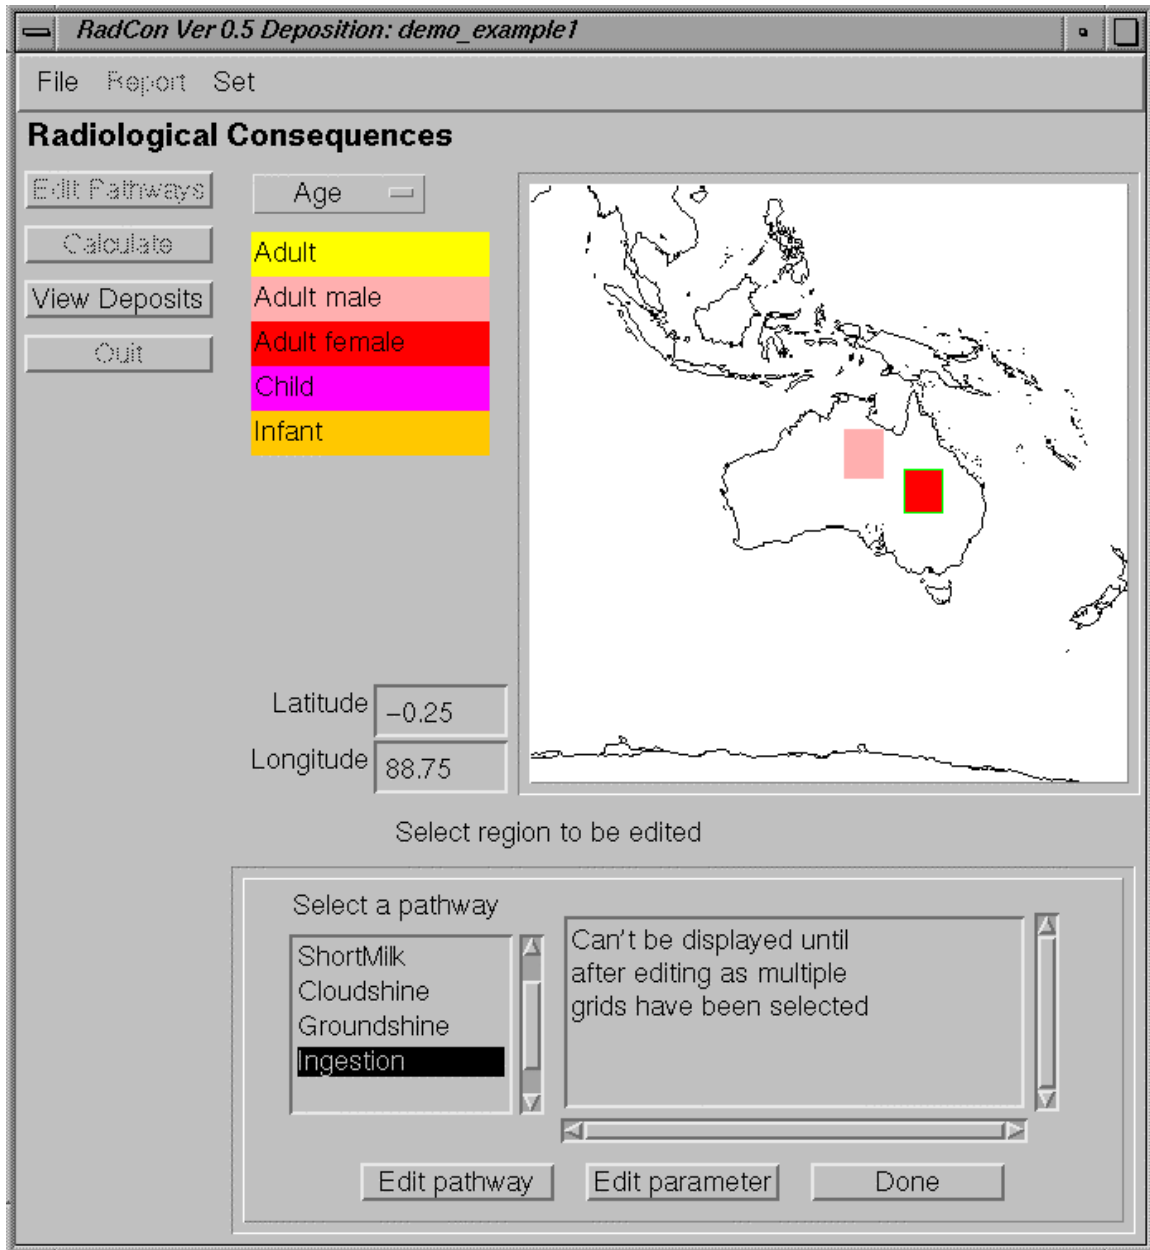 RadCon Ver 0.5 Deposition: demo_example1
File Report Set
Radiological Consequences
Edit Pathways
Calculate
View Deposits
Quit
Age
Adult
Adult male
Adult female
Child
Infant
Latitude -0.25
Longitude 88.75
Select region to be edited
Select a pathway
ShortMilk
Cloudshine
Groundshine
Ingestion
Can't be displayed until
after editing as multiple
grids have been selected
Edit pathway Edit parameter Done